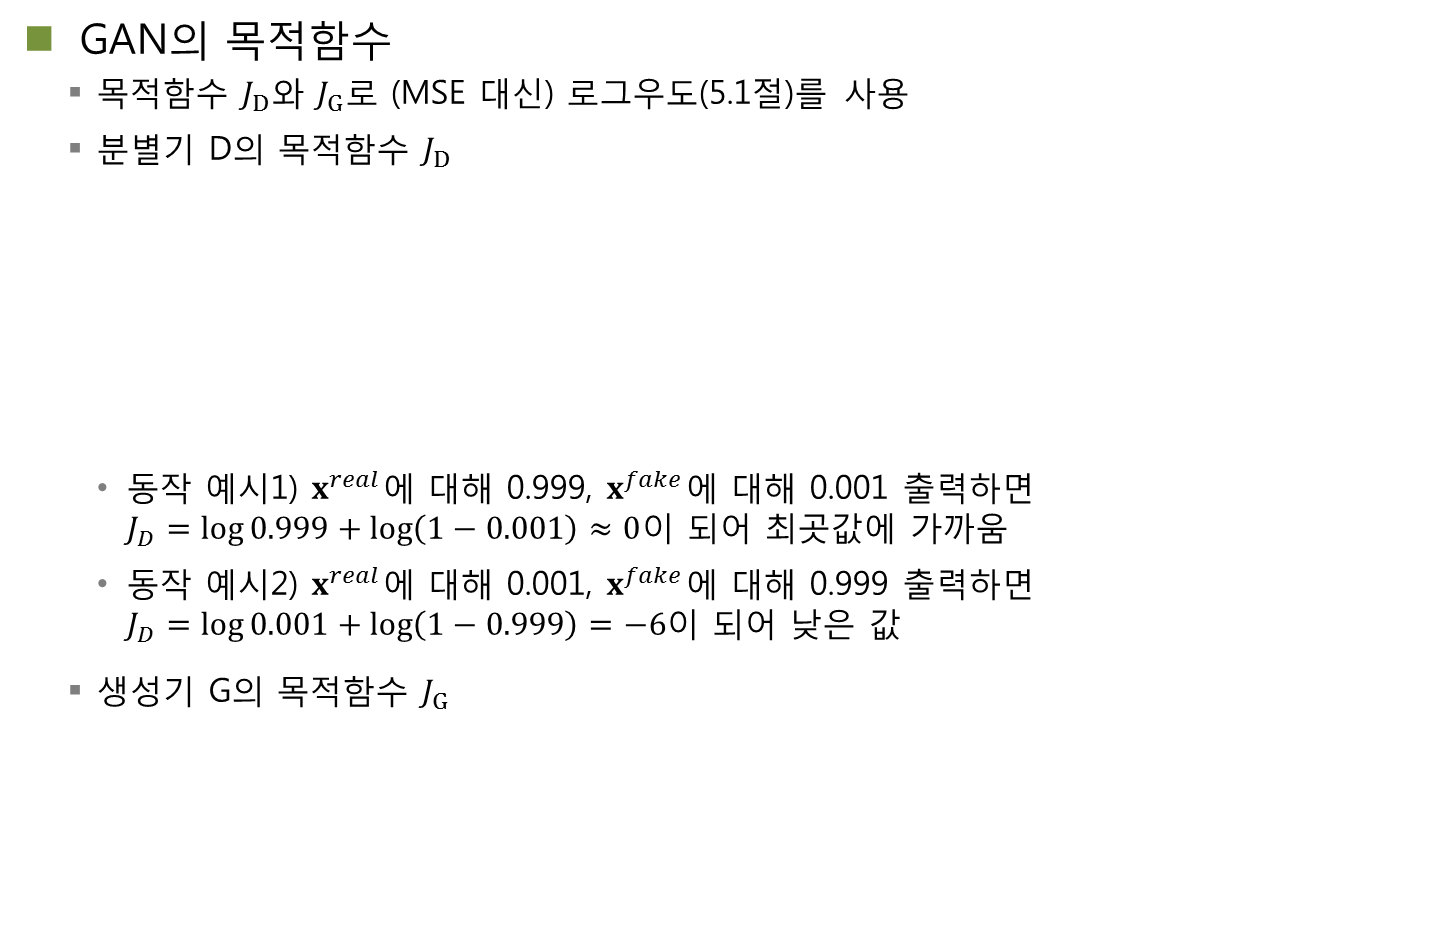 GAN의 목적함수
목적함수 J_D와 J_G로 (MSE 대신) 로그우도(5.1절)를 사용
분별기 D의 목적함수 J_D
동작 예시1) x^real에 대해 0.999, x^fake에 대해 0.001 출력하면
J_D = log 0.999 + log(1 − 0.001) ≈ 0이 되어 최곳값에 가까움
동작 예시2) x^real에 대해 0.001, x^fake에 대해 0.999 출력하면
J_D = log 0.001 + log(1 − 0.999) = −6이 되어 낮은 값
생성기 G의 목적함수 J_G